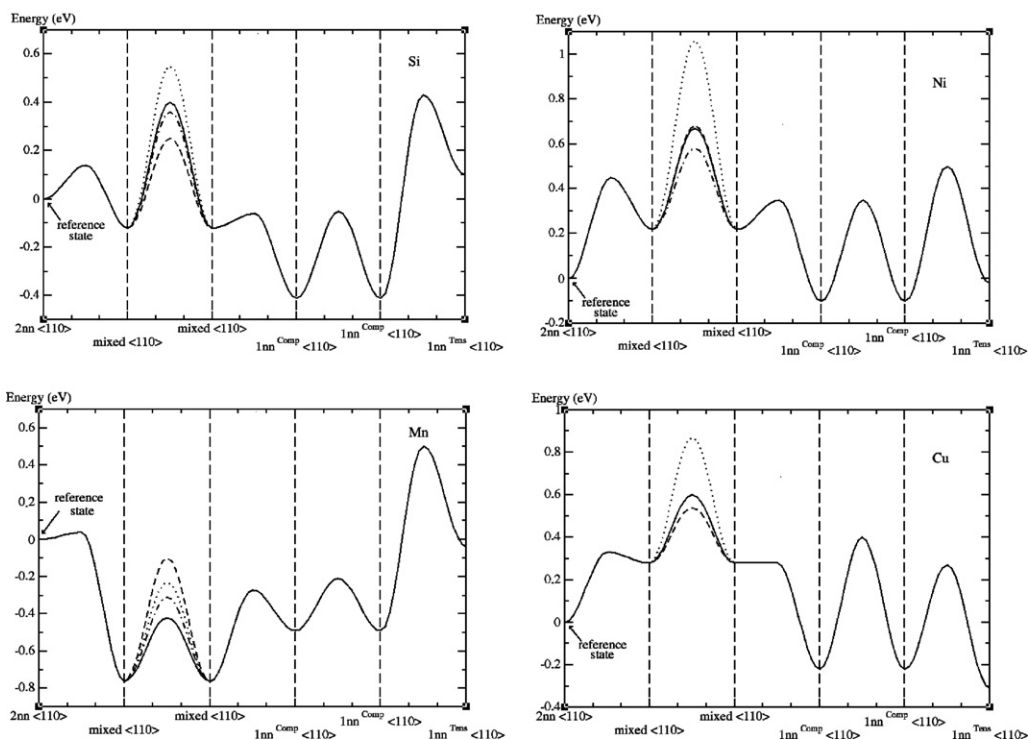 Energy (eV)
0.6
0.4
0.2
0
-0.2
-0.4
Si
reference
state
2nn <110>
mixed <110>
mixed <110>
1nn Comp <110>
1nn Comp <110>
1nn Tens <110>
Energy (eV)
1
0.8
0.6
0.4
0.2
0
-0.2
Ni
reference
state
2nn <110>
mixed <110>
mixed <110>
1nn Comp <110>
1nn Comp <110>
1nn Tens <110>
Energy (eV)
0.6
0.4
0.2
0
-0.2
-0.4
-0.6
-0.8
Mn
reference
state
2nn <110>
mixed <110>
mixed <110>
1nn Comp <110>
1nn Comp <110>
1nn Tens <110>
Energy (eV)
1
0.8
0.6
0.4
0.2
0
-0.2
-0.4
Cu
reference
state
2nn <110>
mixed <110>
mixed <110>
1nn Comp <110>
1nn Comp <110>
1nn Tens <110>